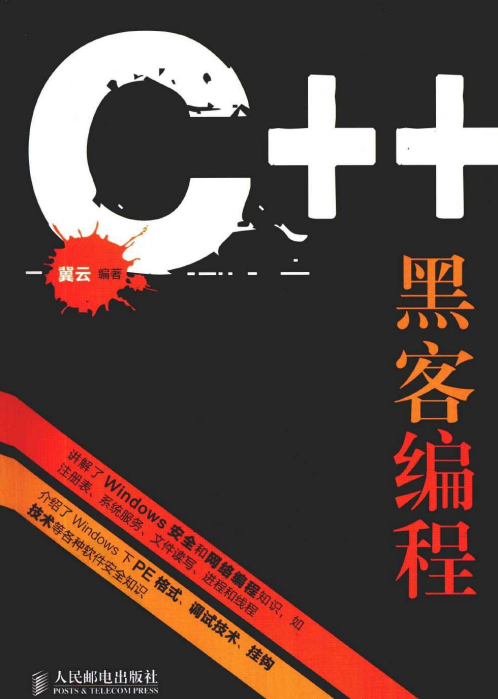 C++
冀云 编著
黑客编程
讲解了Windows安全和网络编程知识，如
注册表、系统服务、文件读写、进程和线程
介绍了Windows下PE格式、调试技术、挂钩
技术等各种软件安全知识
人民邮电出版社
POSTS & TELECOM PRESS